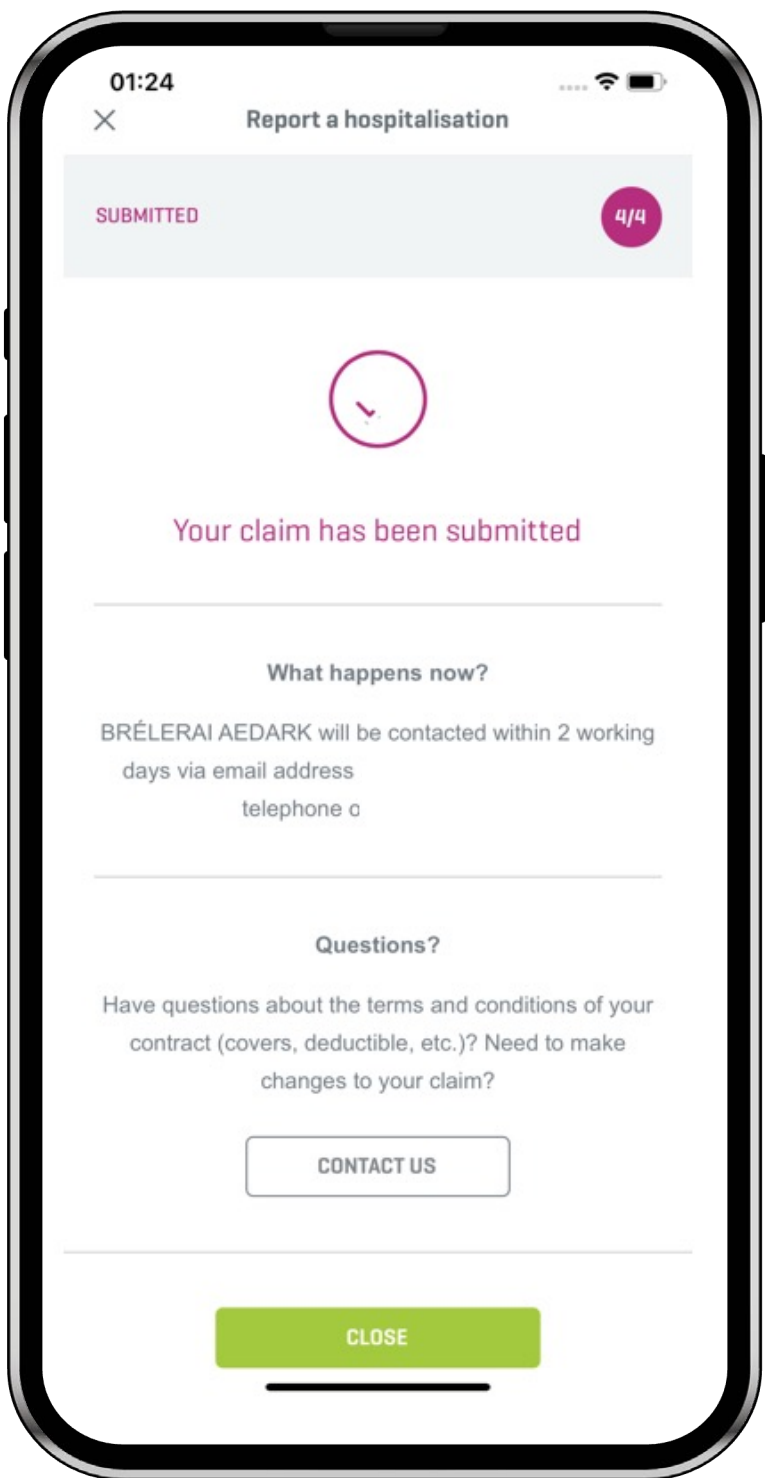 01:24
Report a hospitalisation
SUBMITTED
4/4
Your claim has been submitted
What happens now?
BRÉLERAI AEDARK will be contacted within 2 working
days via email address
telephone
Questions?
Have questions about the terms and conditions of your
contract (covers, deductible, etc.)? Need to make
changes to your claim?
CONTACT US
CLOSE